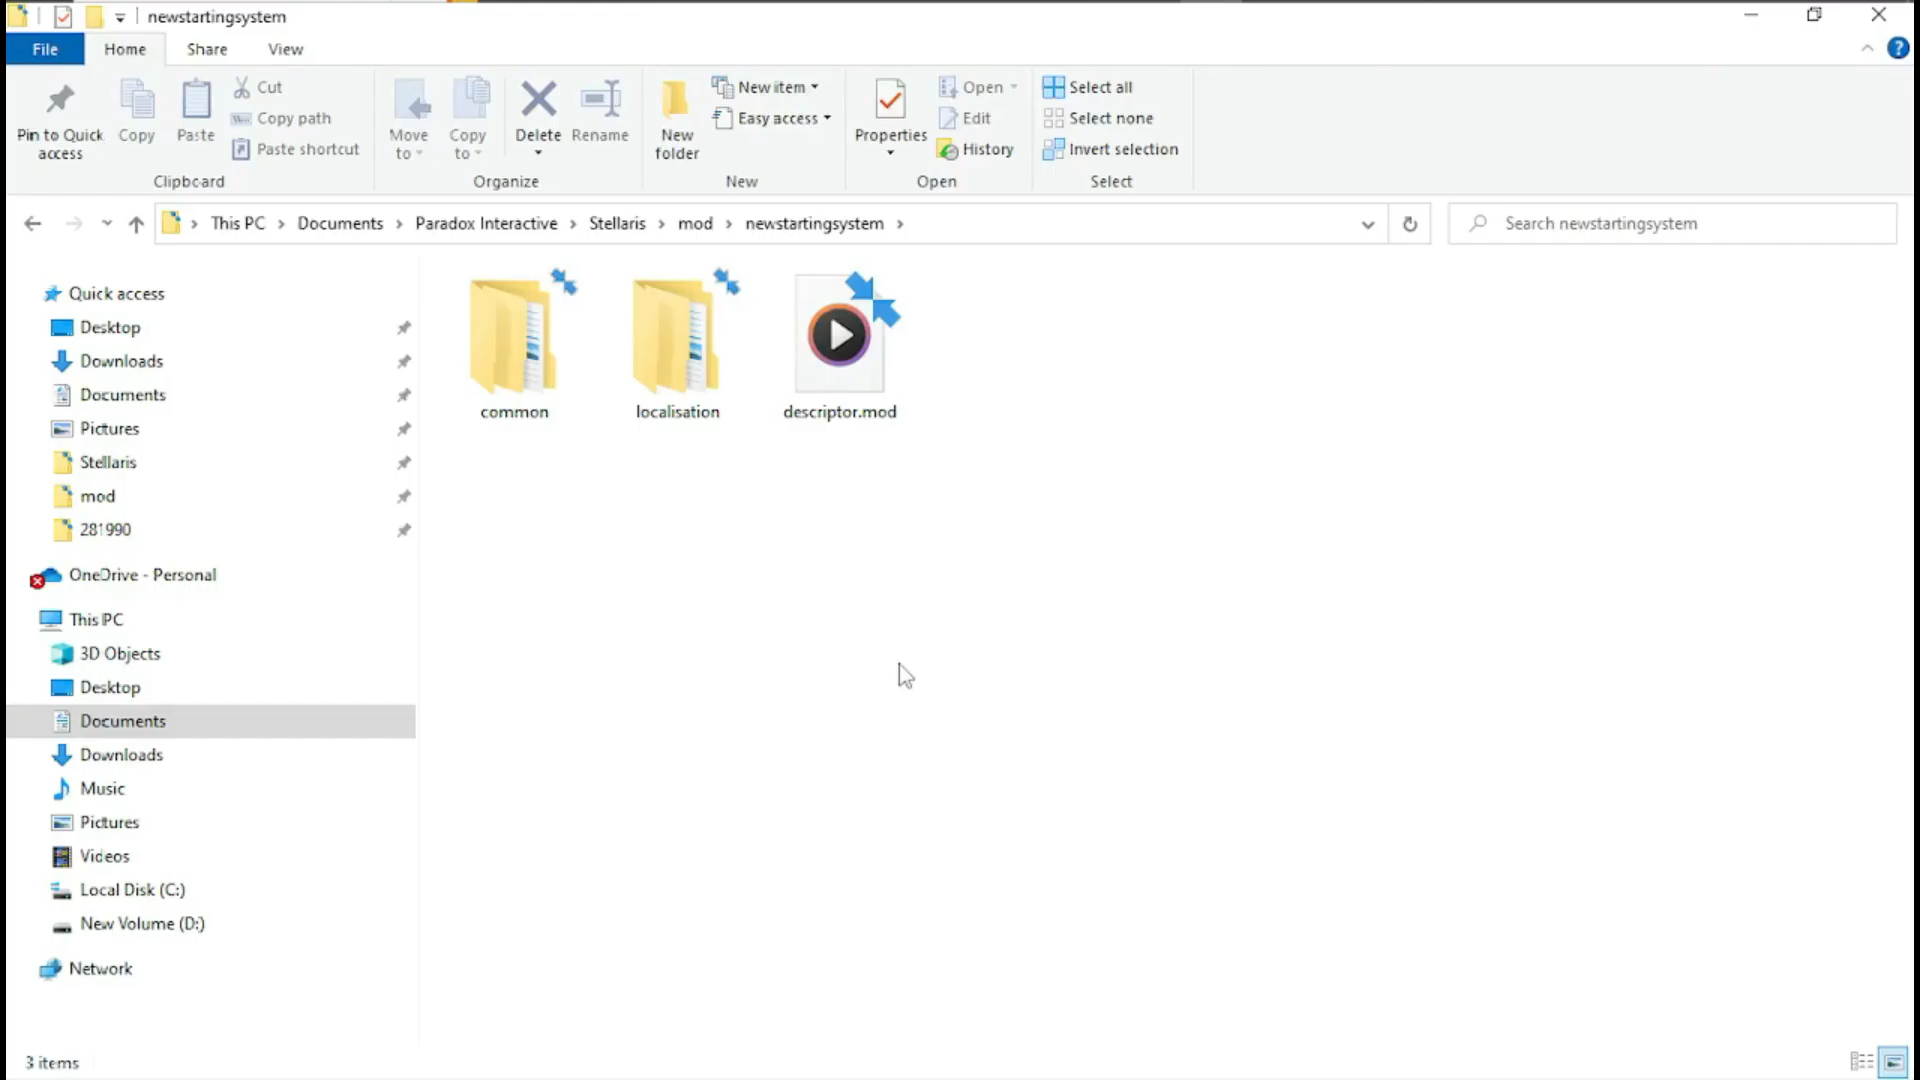 newstartingsystem
File Home Share View
Pin to Quick access
Copy
Paste
Cut
Copy path
Paste shortcut
Clipboard
Move to
Copy to
Delete
Rename
Organize
New folder
New item
Easy access
New
Properties
Open
Edit
History
Open
Select all
Select none
Invert selection
Select
This PC > Documents > Paradox Interactive > Stellaris > mod > newstartingsystem >
Search newstartingsystem
Quick access
Desktop
Downloads
Documents
Pictures
Stellaris
mod
281990
OneDrive - Personal
This PC
3D Objects
Desktop
Documents
Downloads
Music
Pictures
Videos
Local Disk (C:)
New Volume (D:)
Network
common
localisation
descriptor.mod
3 items